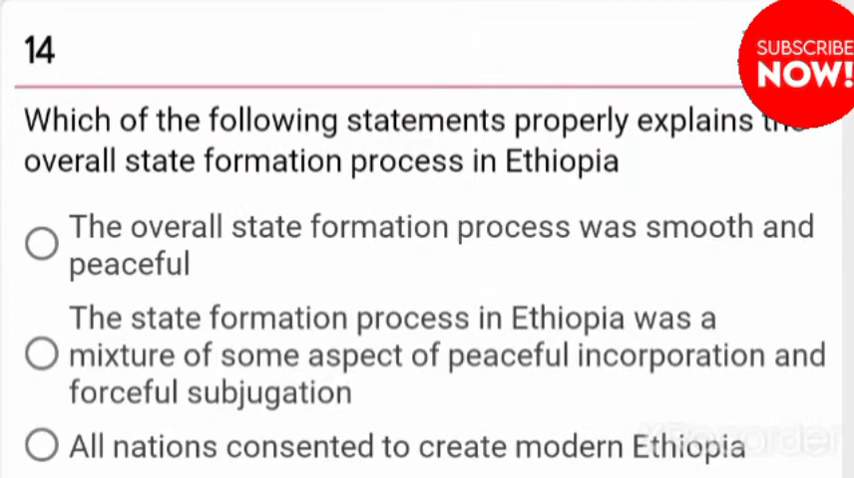 14
SUBSCRIBE
NOW!
Which of the following statements properly explains the
overall state formation process in Ethiopia
The overall state formation process was smooth and
peaceful
The state formation process in Ethiopia was a
mixture of some aspect of peaceful incorporation and
forceful subjugation
All nations consented to create modern Ethiopia